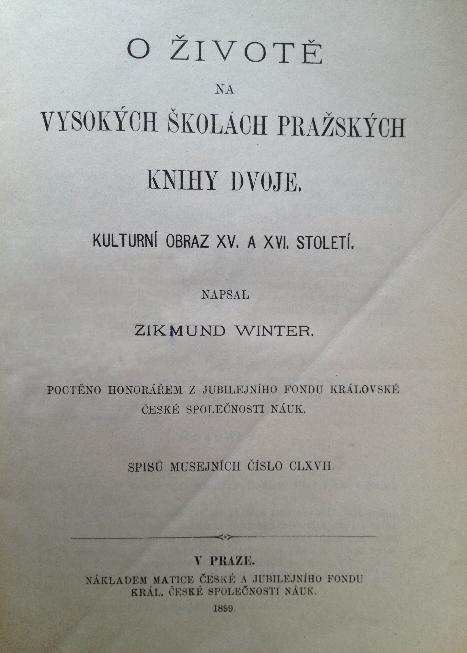 O ŽIVOTĚ
NA
VYSOKÝCH ŠKOLÁCH PRAŽSKÝCH
KNIHY DVOJE.
KULTURNÍ OBRAZ XV. A XVI. STOLETÍ.
NAPSAL
ZIKMUND WINTER.
POCTĚNO HONORÁŘEM Z JUBILEJNÍHO FONDU KRÁLOVSKÉ
ČESKÉ SPOLEČNOSTI NÁUK.
SPISŮ MUSEJNÍCH ČÍSLO CLXVII.
V PRAZE.
NÁKLADEM MATICE ČESKÉ A JUBILEJNÍHO FONDU
KRÁL. ČESKÉ SPOLEČNOSTI NÁUK.
1899